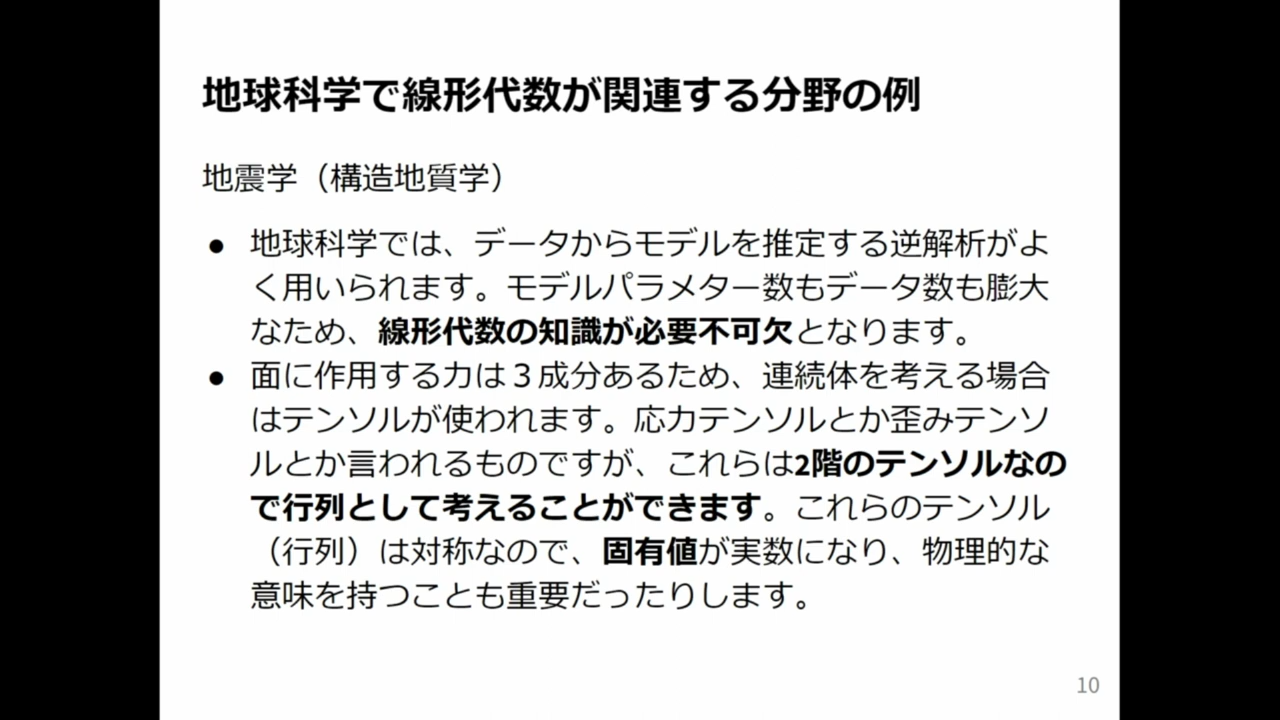 地球科学で線形代数が関連する分野の例
地震学（構造地質学）
● 地球科学では、データからモデルを推定する逆解析がよ
く用いられます。モデルパラメター数もデータ数も膨大
なため、線形代数の知識が必要不可欠となります。
● 面に作用する力は３成分あるため、連続体を考える場合
はテンソルが使われます。応力テンソルとか歪みテンソ
ルとか言われるものですが、これらは2階のテンソルなの
で行列として考えることができます。これらのテンソル
（行列）は対称なので、固有値が実数になり、物理的な
意味を持つことも重要だったりします。
10